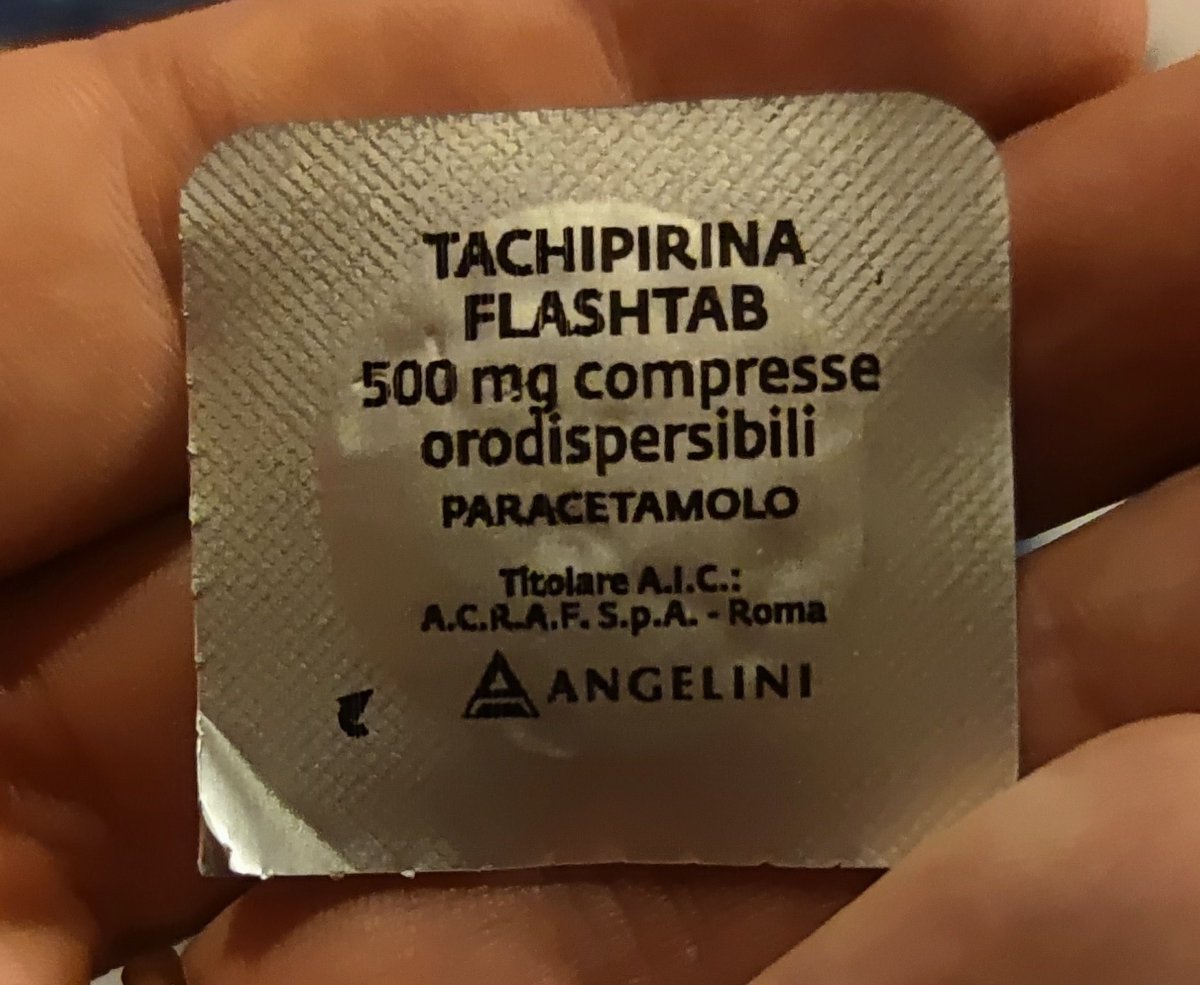 TACHIPIRINA
FLASHTAB
500 mg compresse
orodispersibili
PARACETAMOLO
Titolare A.I.C.:
A.C.R.A.F. S.p.A. - Roma
ANGELINI